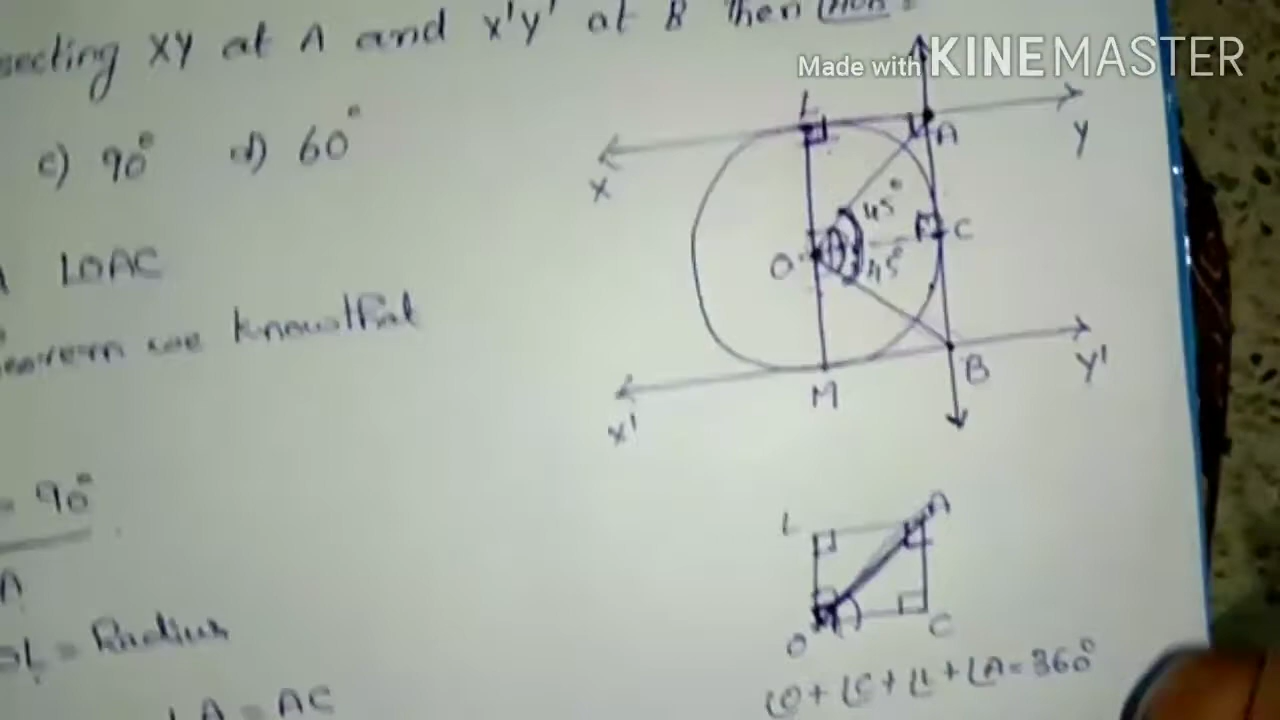 secting XY at A and x'y' at B Then
Made with KINEMASTER
c) 90° d) 60°
L
A
X
Y
45°
C
O
45°
M
B
X'
Y'
LOAC
we know that
= 90°
A
L
A
O
C
OL = Radius
∠O + ∠C + ∠L + ∠A = 360°
LA = AC